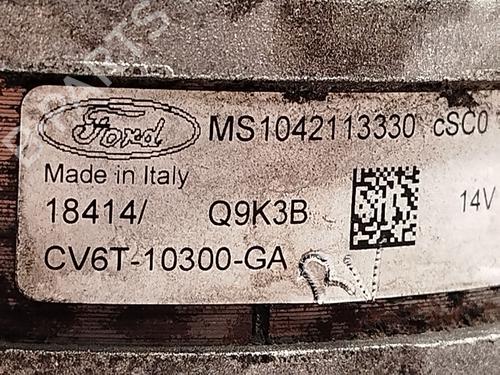 Ford MS1042113330 cSC0
Made in Italy
18414/ Q9K3B 14V
CV6T-10300-GA